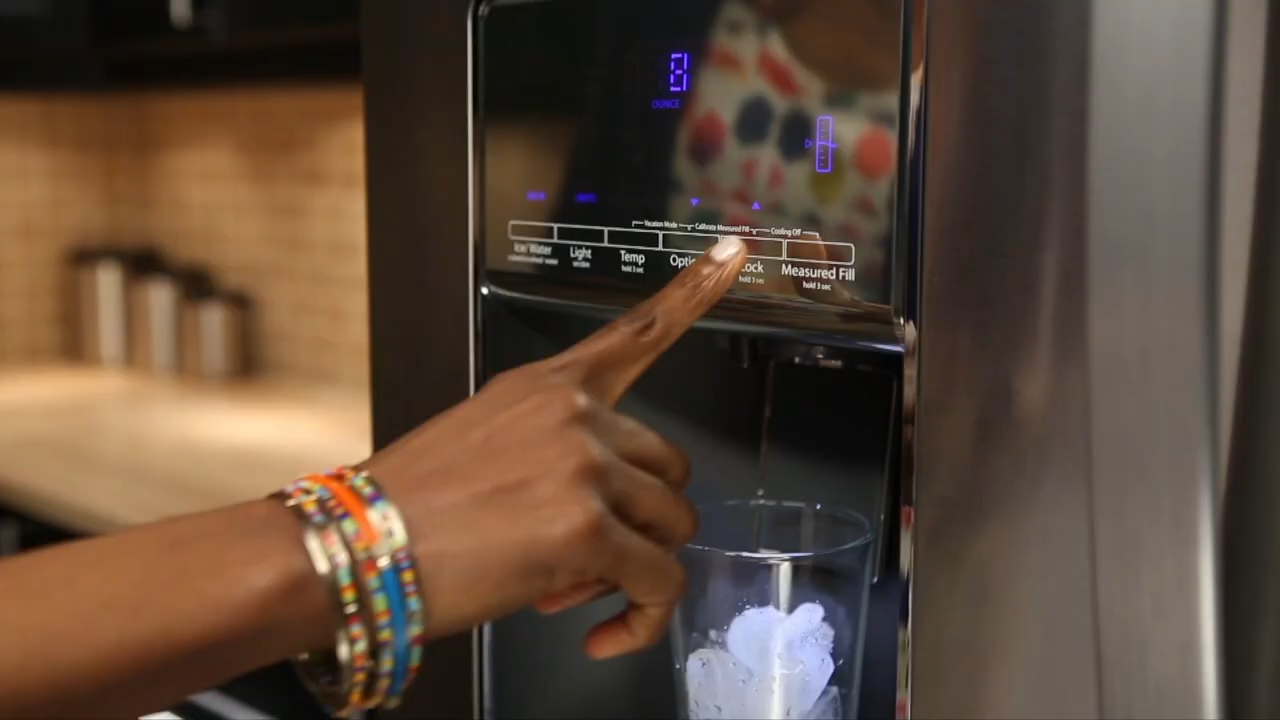 8
OUNCE
Vacation Mode
Calibrate Measured Fill
Cooling Off
Ice/Water
Light
Temp
hold 3 sec
Lock
hold 3 sec
Measured Fill
hold 3 sec